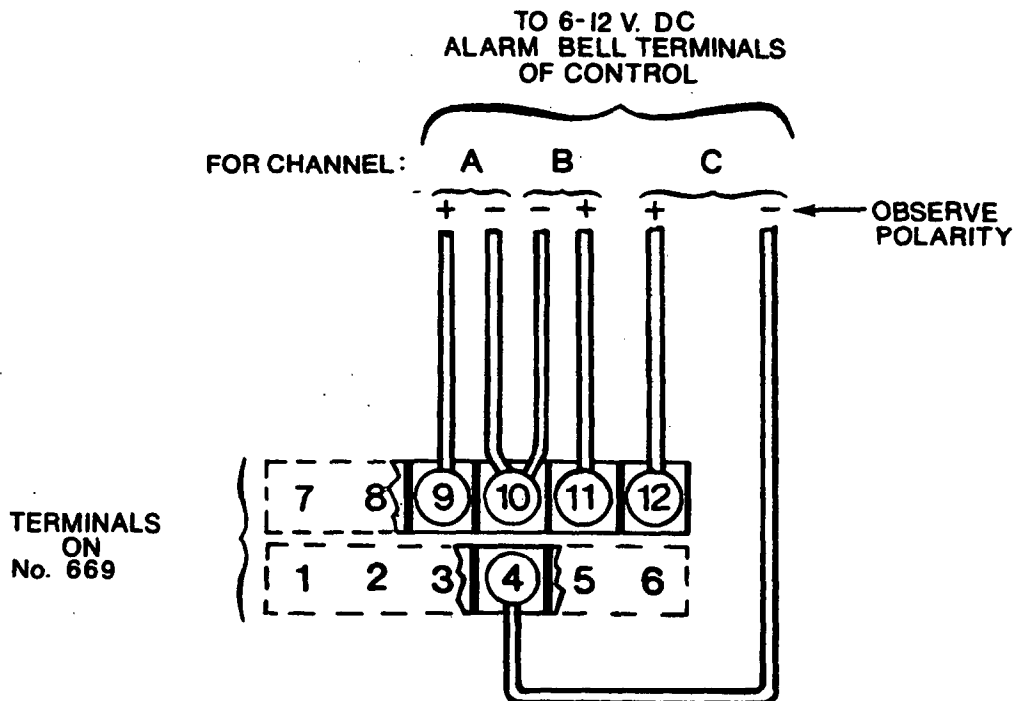 TO 6-12 V. DC
ALARM BELL TERMINALS
OF CONTROL
FOR CHANNEL: A B C
+ - - + + -
OBSERVE
POLARITY
7 8 9 10 11 12
TERMINALS
ON
No. 669
1 2 3 4 5 6